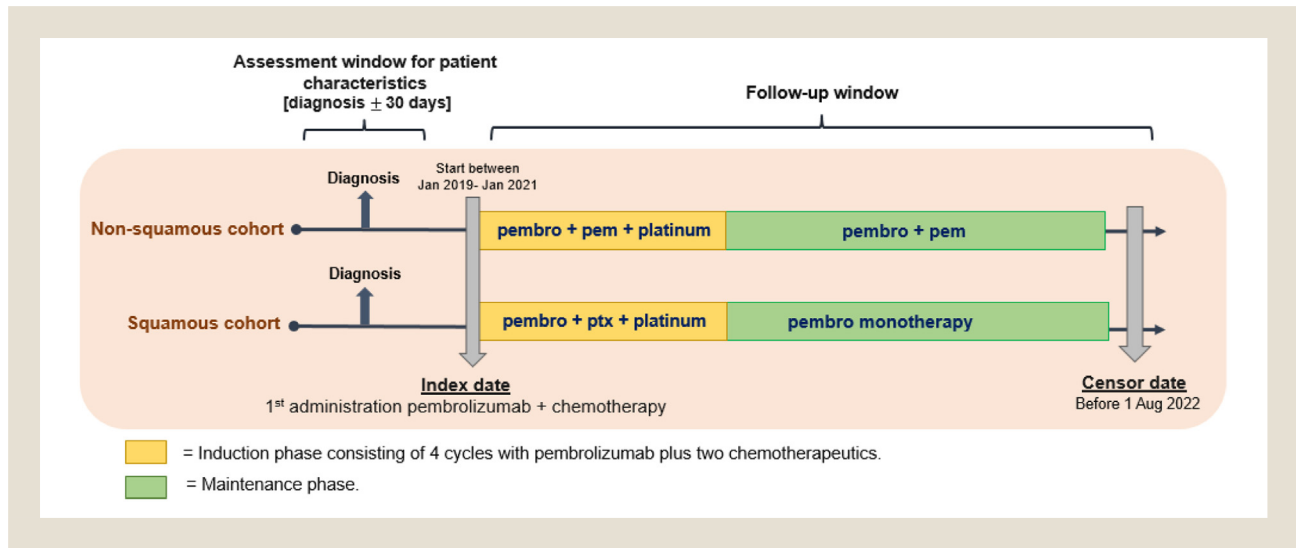 Assessment window for patient
characteristics
[diagnosis ± 30 days]
Follow-up window
Start between
Jan 2019- Jan 2021
Diagnosis
Non-squamous cohort
pembro + pem + platinum
pembro + pem
Diagnosis
Squamous cohort
pembro + ptx + platinum
pembro monotherapy
Index date
1st administration pembrolizumab + chemotherapy
Censor date
Before 1 Aug 2022
= Induction phase consisting of 4 cycles with pembrolizumab plus two chemotherapeutics.
= Maintenance phase.